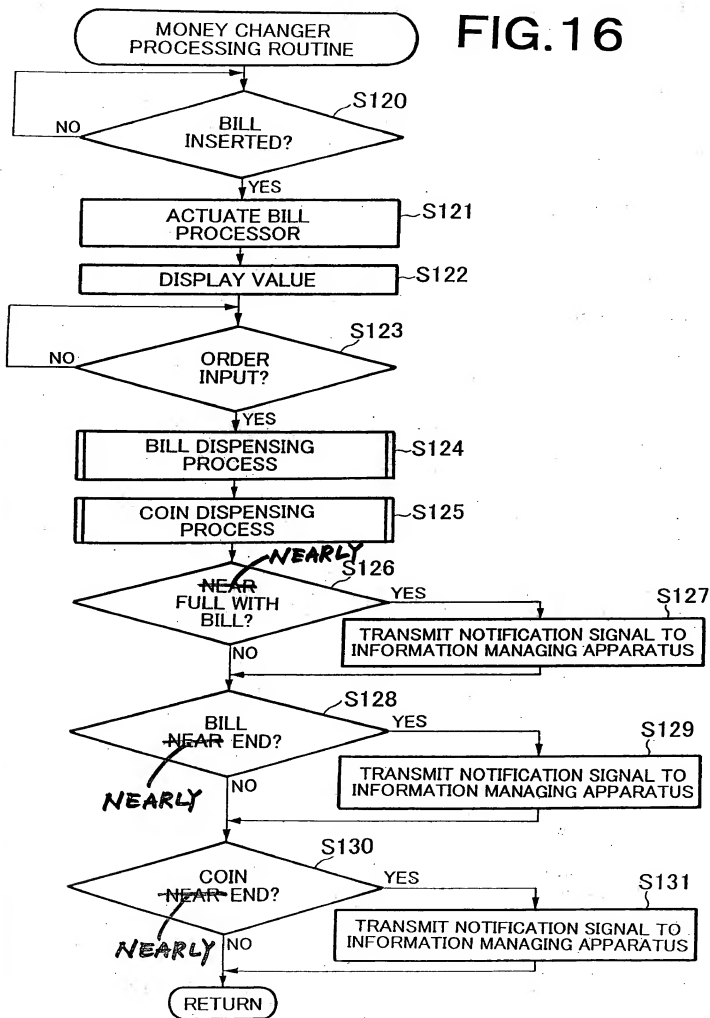 MONEY CHANGER
PROCESSING ROUTINE
FIG.16
S120
BILL
INSERTED?
NO
YES
ACTUATE BILL
PROCESSOR
S121
DISPLAY VALUE
S122
S123
ORDER
INPUT?
NO
YES
BILL DISPENSING
PROCESS
S124
COIN DISPENSING
PROCESS
S125
NEARLY
S126
NEAR
FULL WITH
BILL?
YES
NO
S127
TRANSMIT NOTIFICATION SIGNAL TO
INFORMATION MANAGING APPARATUS
S128
BILL
NEAR END?
YES
NEARLY
NO
S129
TRANSMIT NOTIFICATION SIGNAL TO
INFORMATION MANAGING APPARATUS
S130
COIN
NEAR END?
YES
NEARLY
NO
S131
TRANSMIT NOTIFICATION SIGNAL TO
INFORMATION MANAGING APPARATUS
RETURN